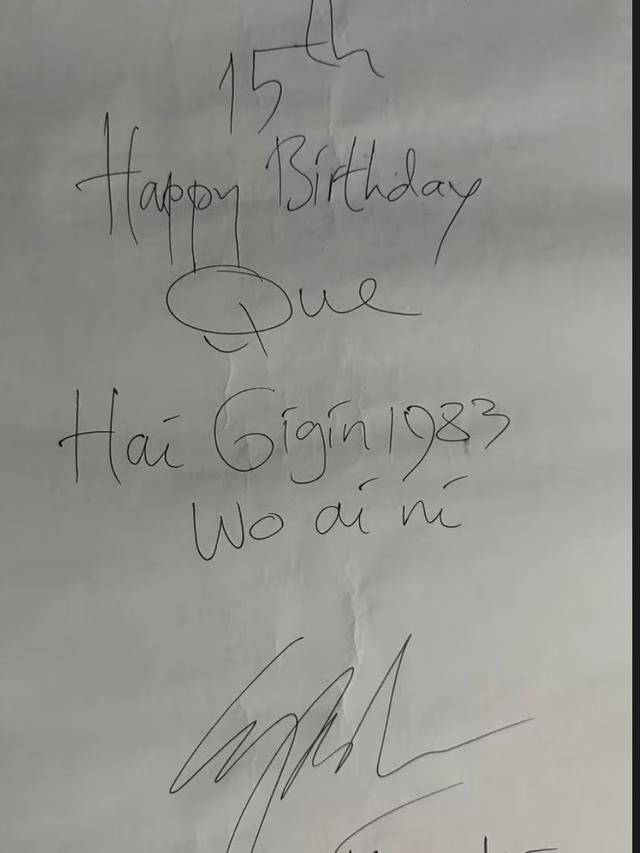 15th
Happy Birthday
Que
Hai Gigin 1983
Wo ai ni